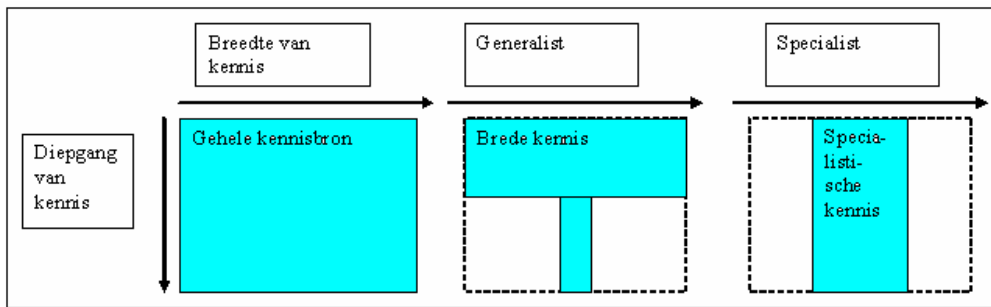 Breedte van
kennis
Generalist
Specialist
Diepgang
van
kennis
Gehele kennisbron
Brede kennis
Specia-
listi-
sche
kennis